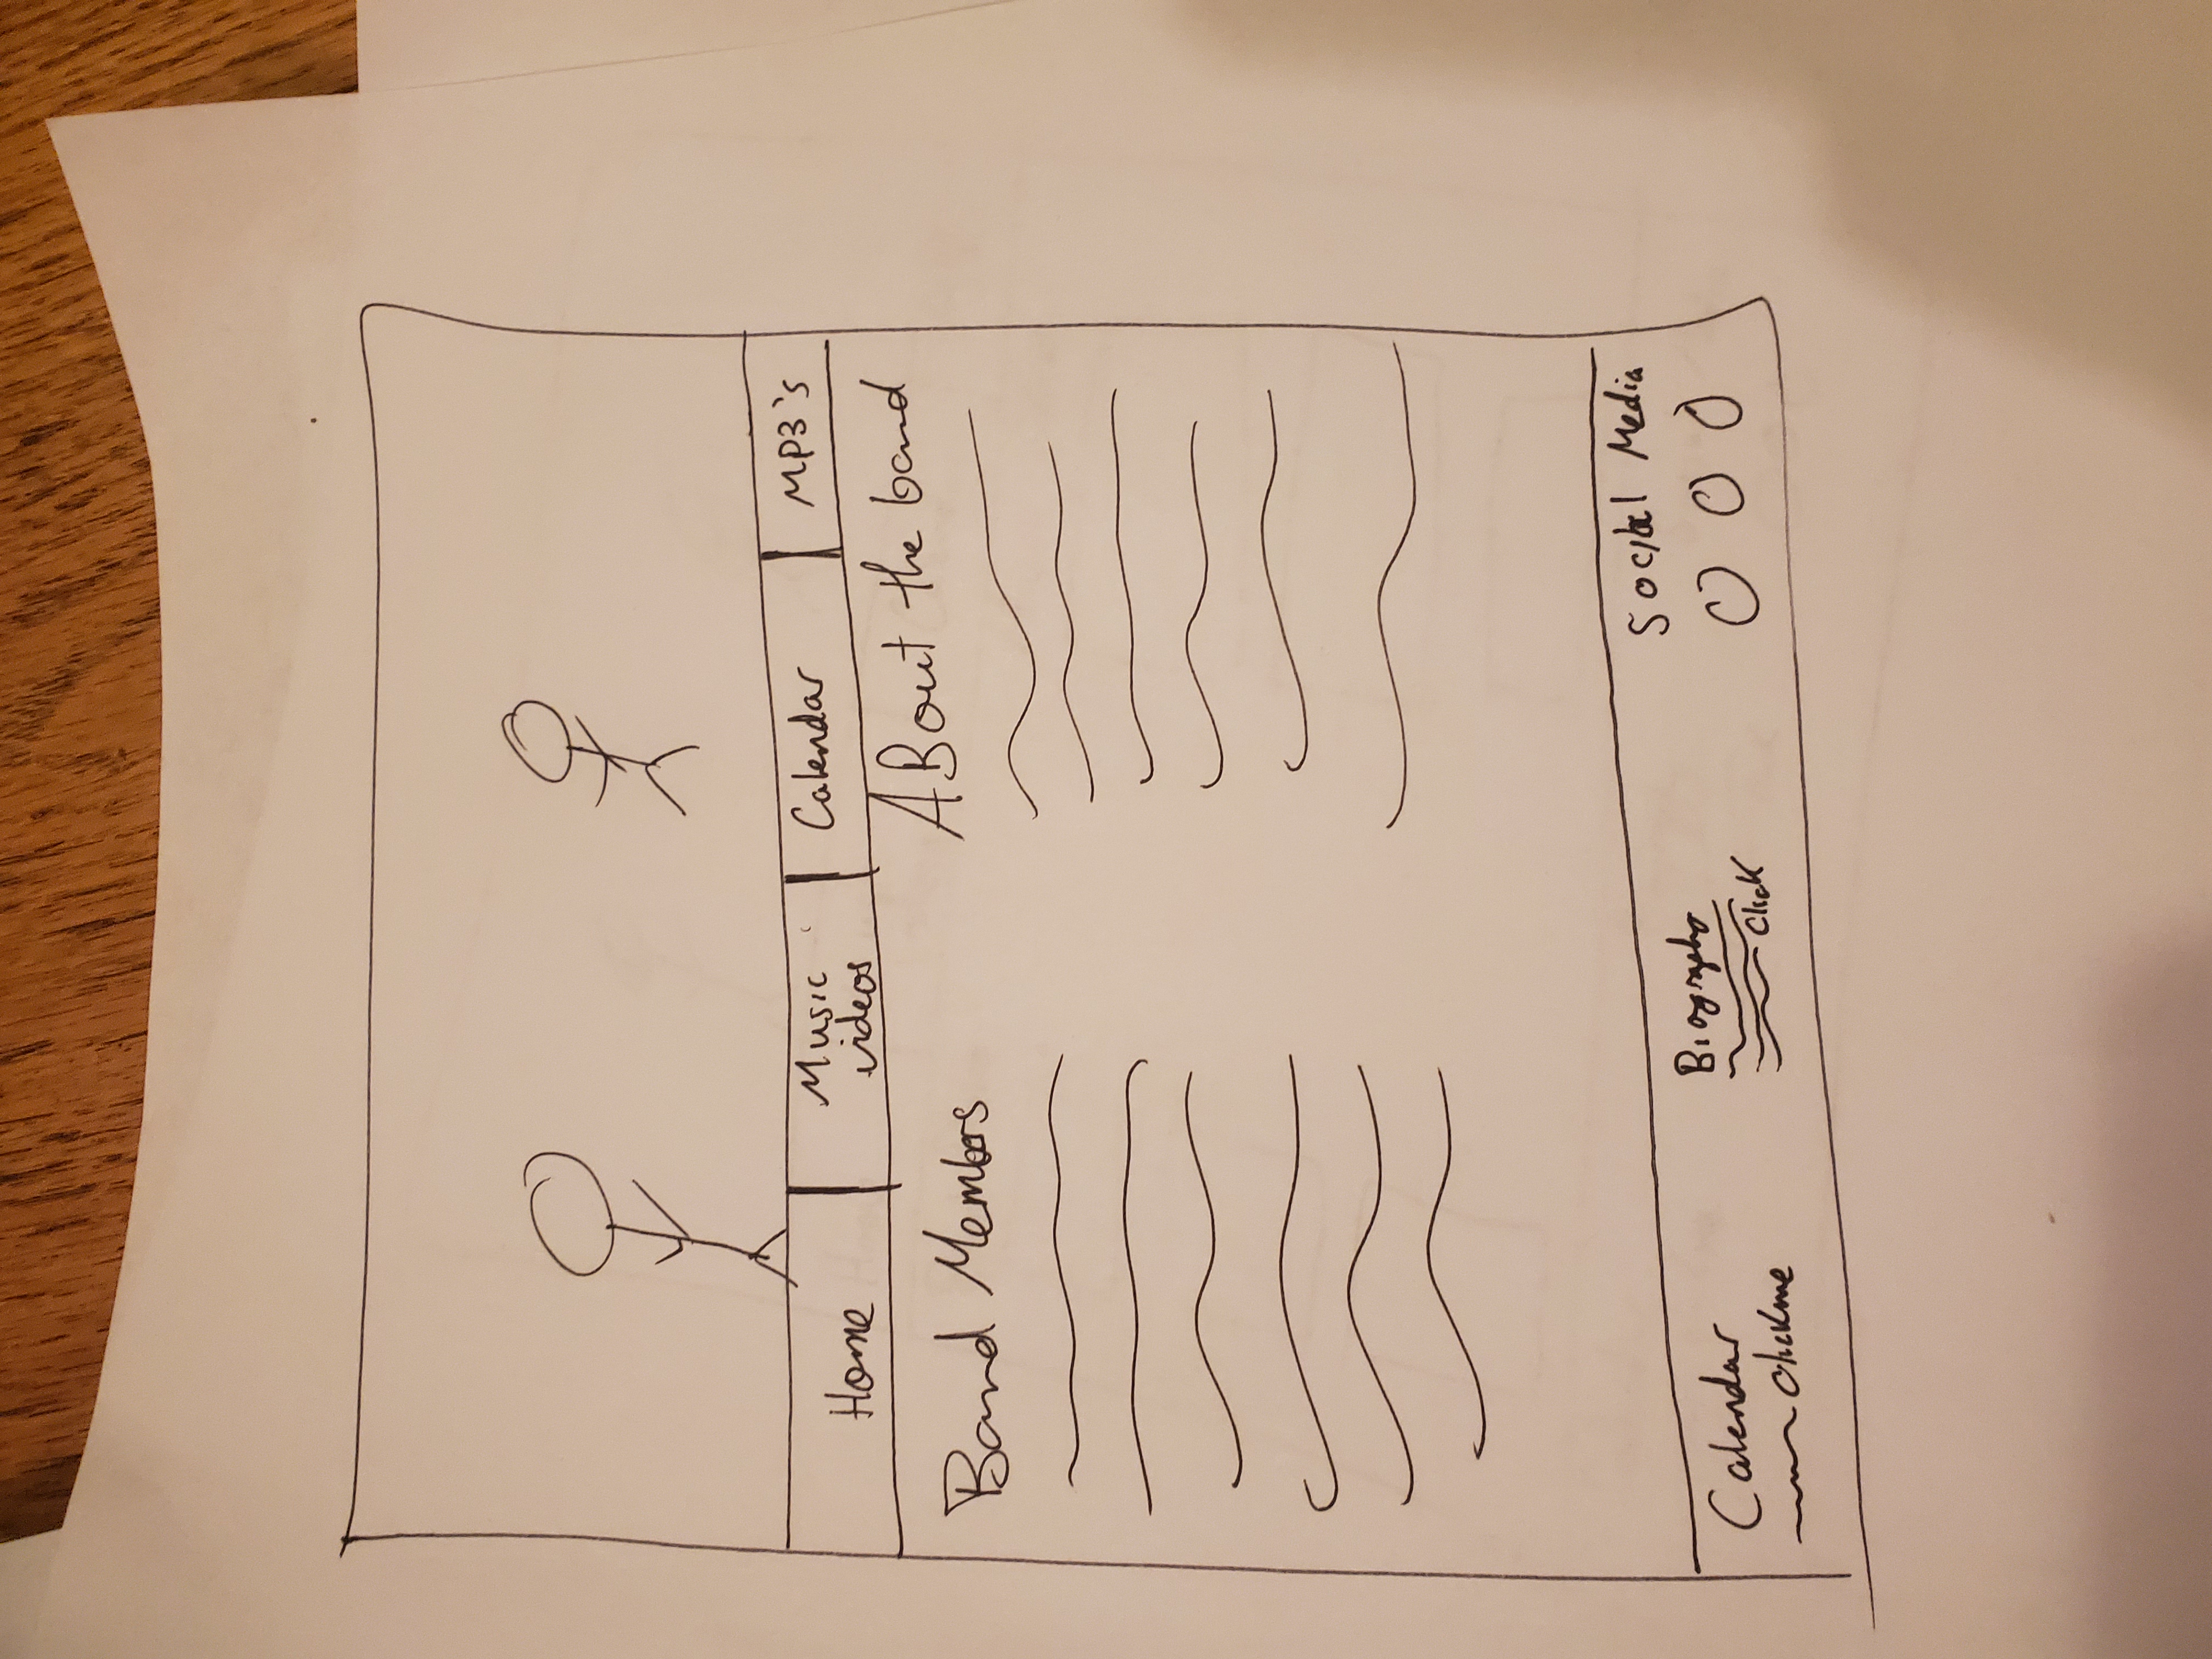 Home
Music
videos
Calendar
MP3's
Band Members
ABout the band
Calendar
clickme
Biography
click
Social Media